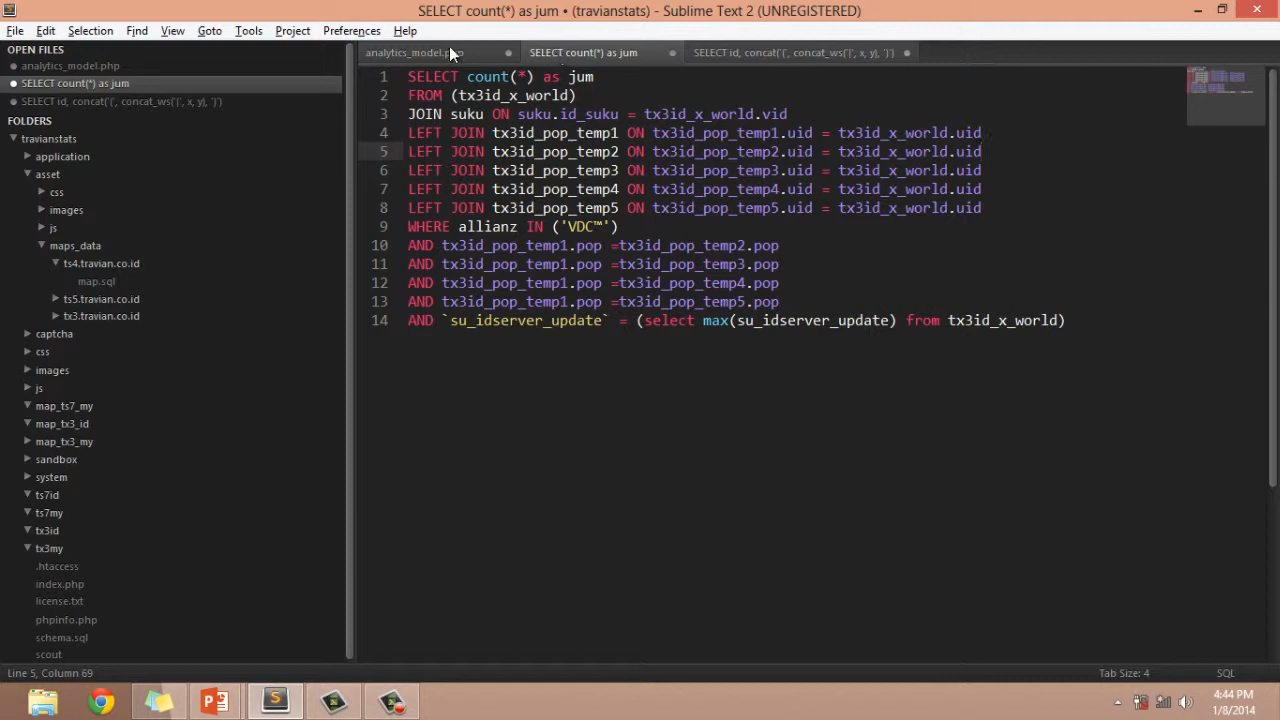 SELECT count(*) as jum • (travianstats) - Sublime Text 2 (UNREGISTERED)
File Edit Selection Find View Goto Tools Project Preferences Help
OPEN FILES
analytics_model.php
SELECT count(*) as jum
SELECT id, concat('[', concat_ws('|', x, y), ']')
FOLDERS
travianstats
application
asset
css
images
js
maps_data
ts4.travian.co.id
map.sql
ts5.travian.co.id
tx3.travian.co.id
captcha
css
images
js
map_ts7_my
map_tx3_id
map_tx3_my
sandbox
system
ts7id
ts7my
tx3id
tx3my
.htaccess
index.php
license.txt
phpinfo.php
schema.sql
scout
analytics_model.php SELECT count(*) as jum SELECT id, concat('[', concat_ws('|', x, y), ']')
1 SELECT count(*) as jum
2 FROM (tx3id_x_world)
3 JOIN suku ON suku.id_suku = tx3id_x_world.vid
4 LEFT JOIN tx3id_pop_temp1 ON tx3id_pop_temp1.uid = tx3id_x_world.uid
5 LEFT JOIN tx3id_pop_temp2 ON tx3id_pop_temp2.uid = tx3id_x_world.uid
6 LEFT JOIN tx3id_pop_temp3 ON tx3id_pop_temp3.uid = tx3id_x_world.uid
7 LEFT JOIN tx3id_pop_temp4 ON tx3id_pop_temp4.uid = tx3id_x_world.uid
8 LEFT JOIN tx3id_pop_temp5 ON tx3id_pop_temp5.uid = tx3id_x_world.uid
9 WHERE allianz IN ('VDC™')
10 AND tx3id_pop_temp1.pop =tx3id_pop_temp2.pop
11 AND tx3id_pop_temp1.pop =tx3id_pop_temp3.pop
12 AND tx3id_pop_temp1.pop =tx3id_pop_temp4.pop
13 AND tx3id_pop_temp1.pop =tx3id_pop_temp5.pop
14 AND `su_idserver_update` = (select max(su_idserver_update) from tx3id_x_world)
Line 5, Column 69 Tab Size: 4 SQL
4:44 PM
1/8/2014